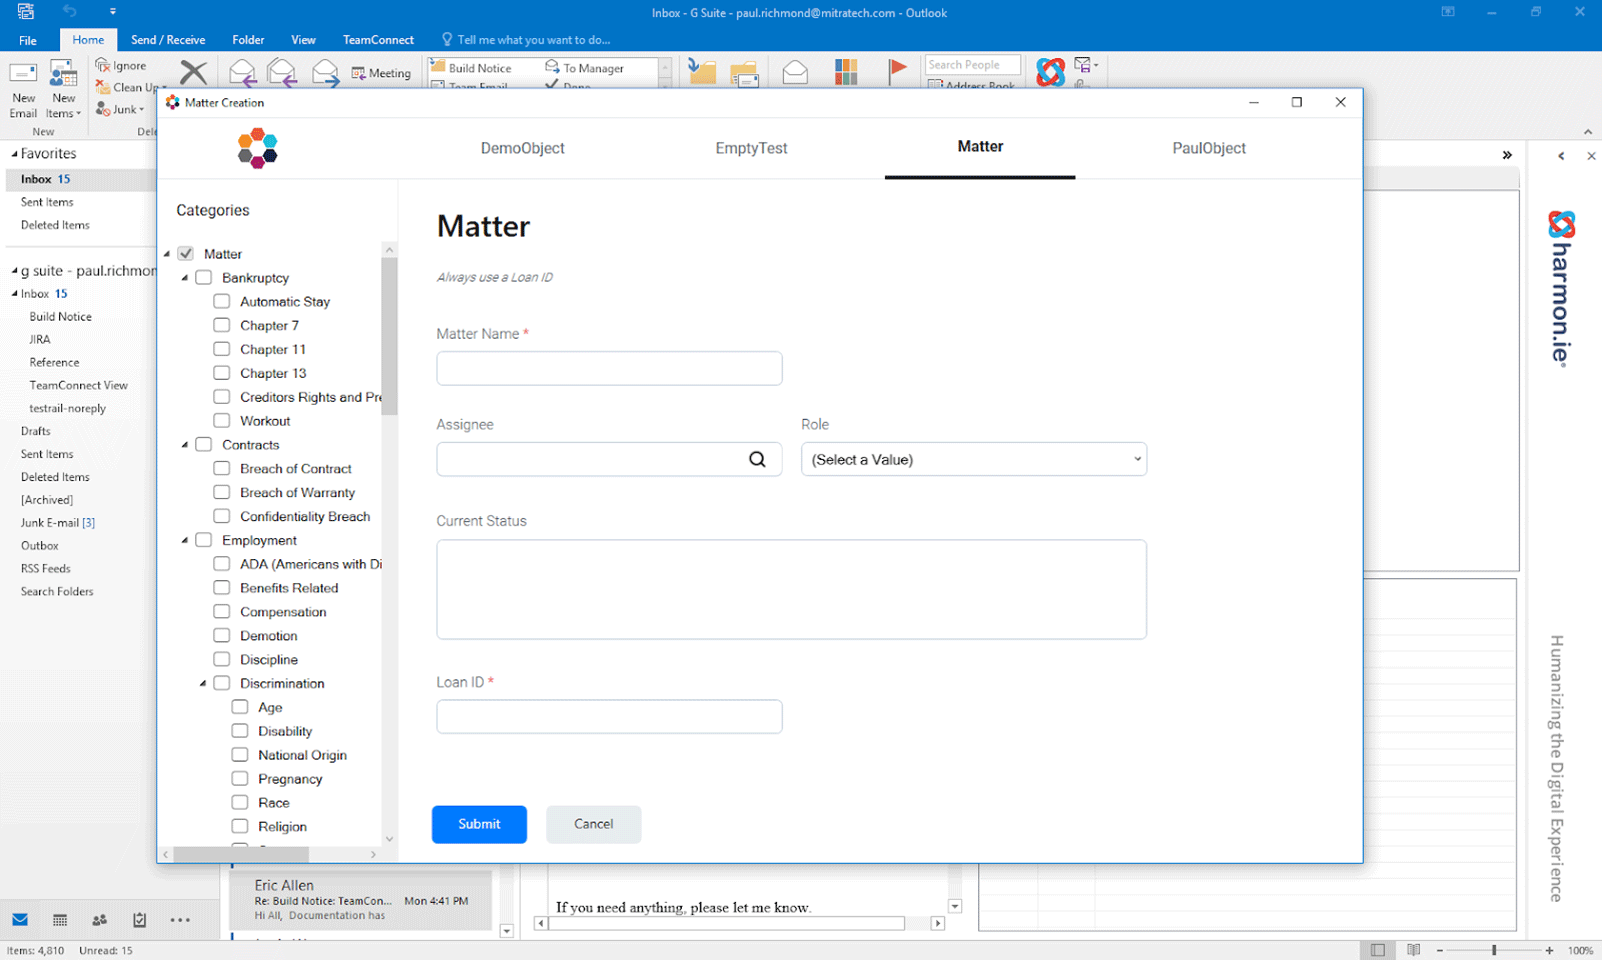 Inbox - G Suite - paul.richmond@mitratech.com - Outlook
File Home Send / Receive Folder View TeamConnect Tell me what you want to do...
New Email
New Items
Ignore
Clean Up
Junk
Meeting
Build Notice
To Manager
Team Email
Done
Search People
Address Book
New
Dele
Matter Creation
DemoObject EmptyTest Matter PaulObject
Favorites
Inbox 15
Sent Items
Deleted Items
g suite - paul.richmond
Inbox 15
Build Notice
JIRA
Reference
TeamConnect View
testrail-noreply
Drafts
Sent Items
Deleted Items
[Archived]
Junk E-mail [3]
Outbox
RSS Feeds
Search Folders
Categories
Matter
Bankruptcy
Automatic Stay
Chapter 7
Chapter 11
Chapter 13
Creditors Rights and Pre
Workout
Contracts
Breach of Contract
Breach of Warranty
Confidentiality Breach
Employment
ADA (Americans with Di
Benefits Related
Compensation
Demotion
Discipline
Discrimination
Age
Disability
National Origin
Pregnancy
Race
Religion
Matter
Always use a Loan ID
Matter Name *
Assignee
Role
(Select a Value)
Current Status
Loan ID *
Submit
Cancel
harmon.ie®
Humanizing the Digital Experience
Eric Allen
Re: Build Notice: TeamCon... Mon 4:41 PM
Hi All, Documentation has
If you need anything, please let me know.
Items: 4,810 Unread: 15
100%